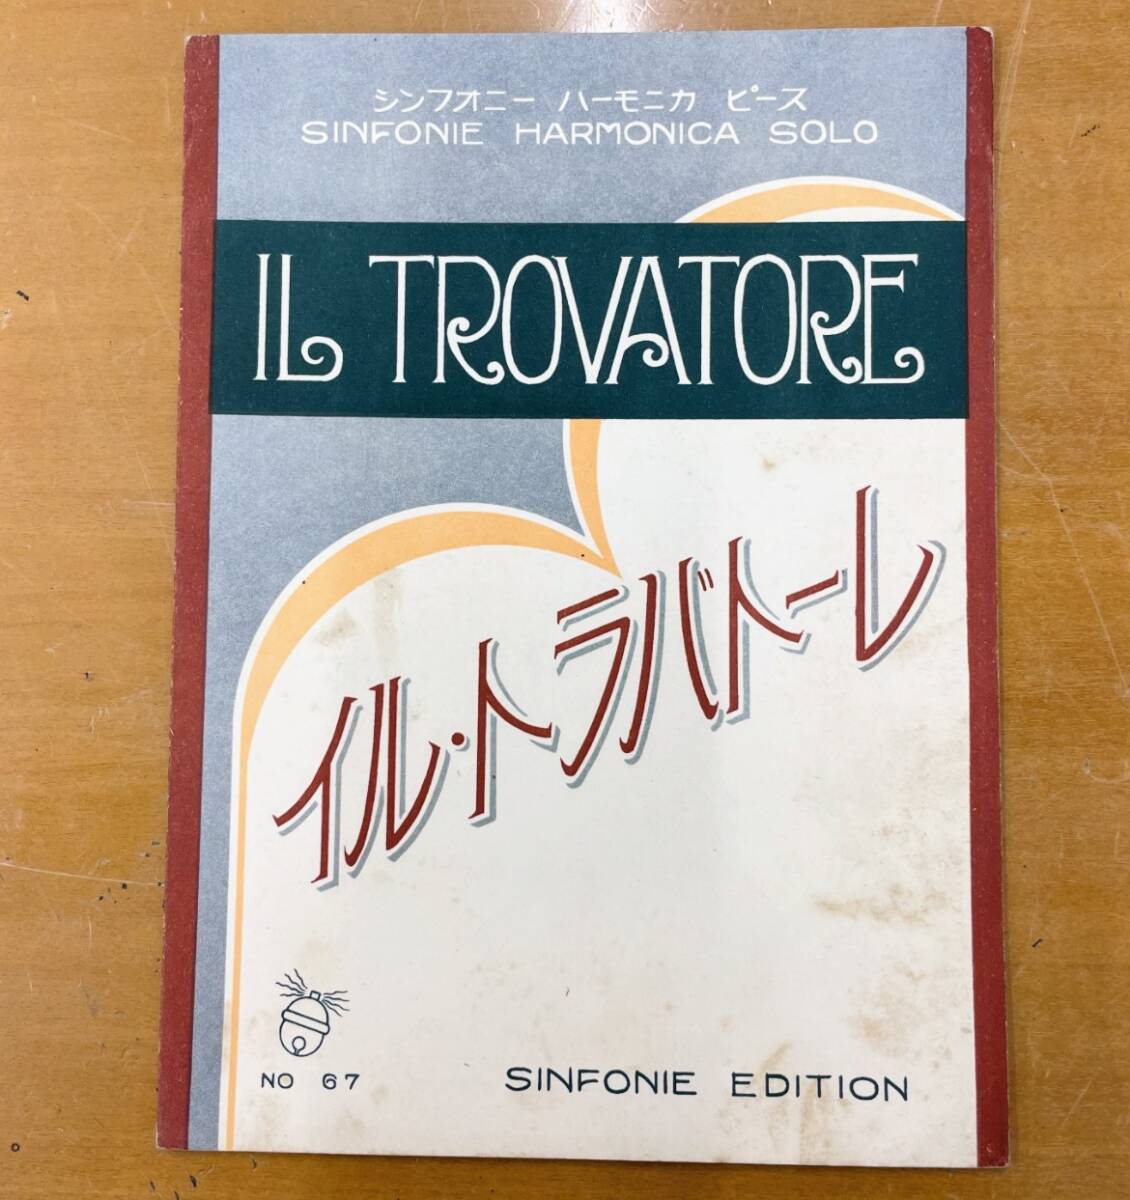 シンフオニー ハーモニカ ピース
SINFONIE HARMONICA SOLO
IL TROVATORE
イル・トラバトーレ
NO 67
SINFONIE EDITION